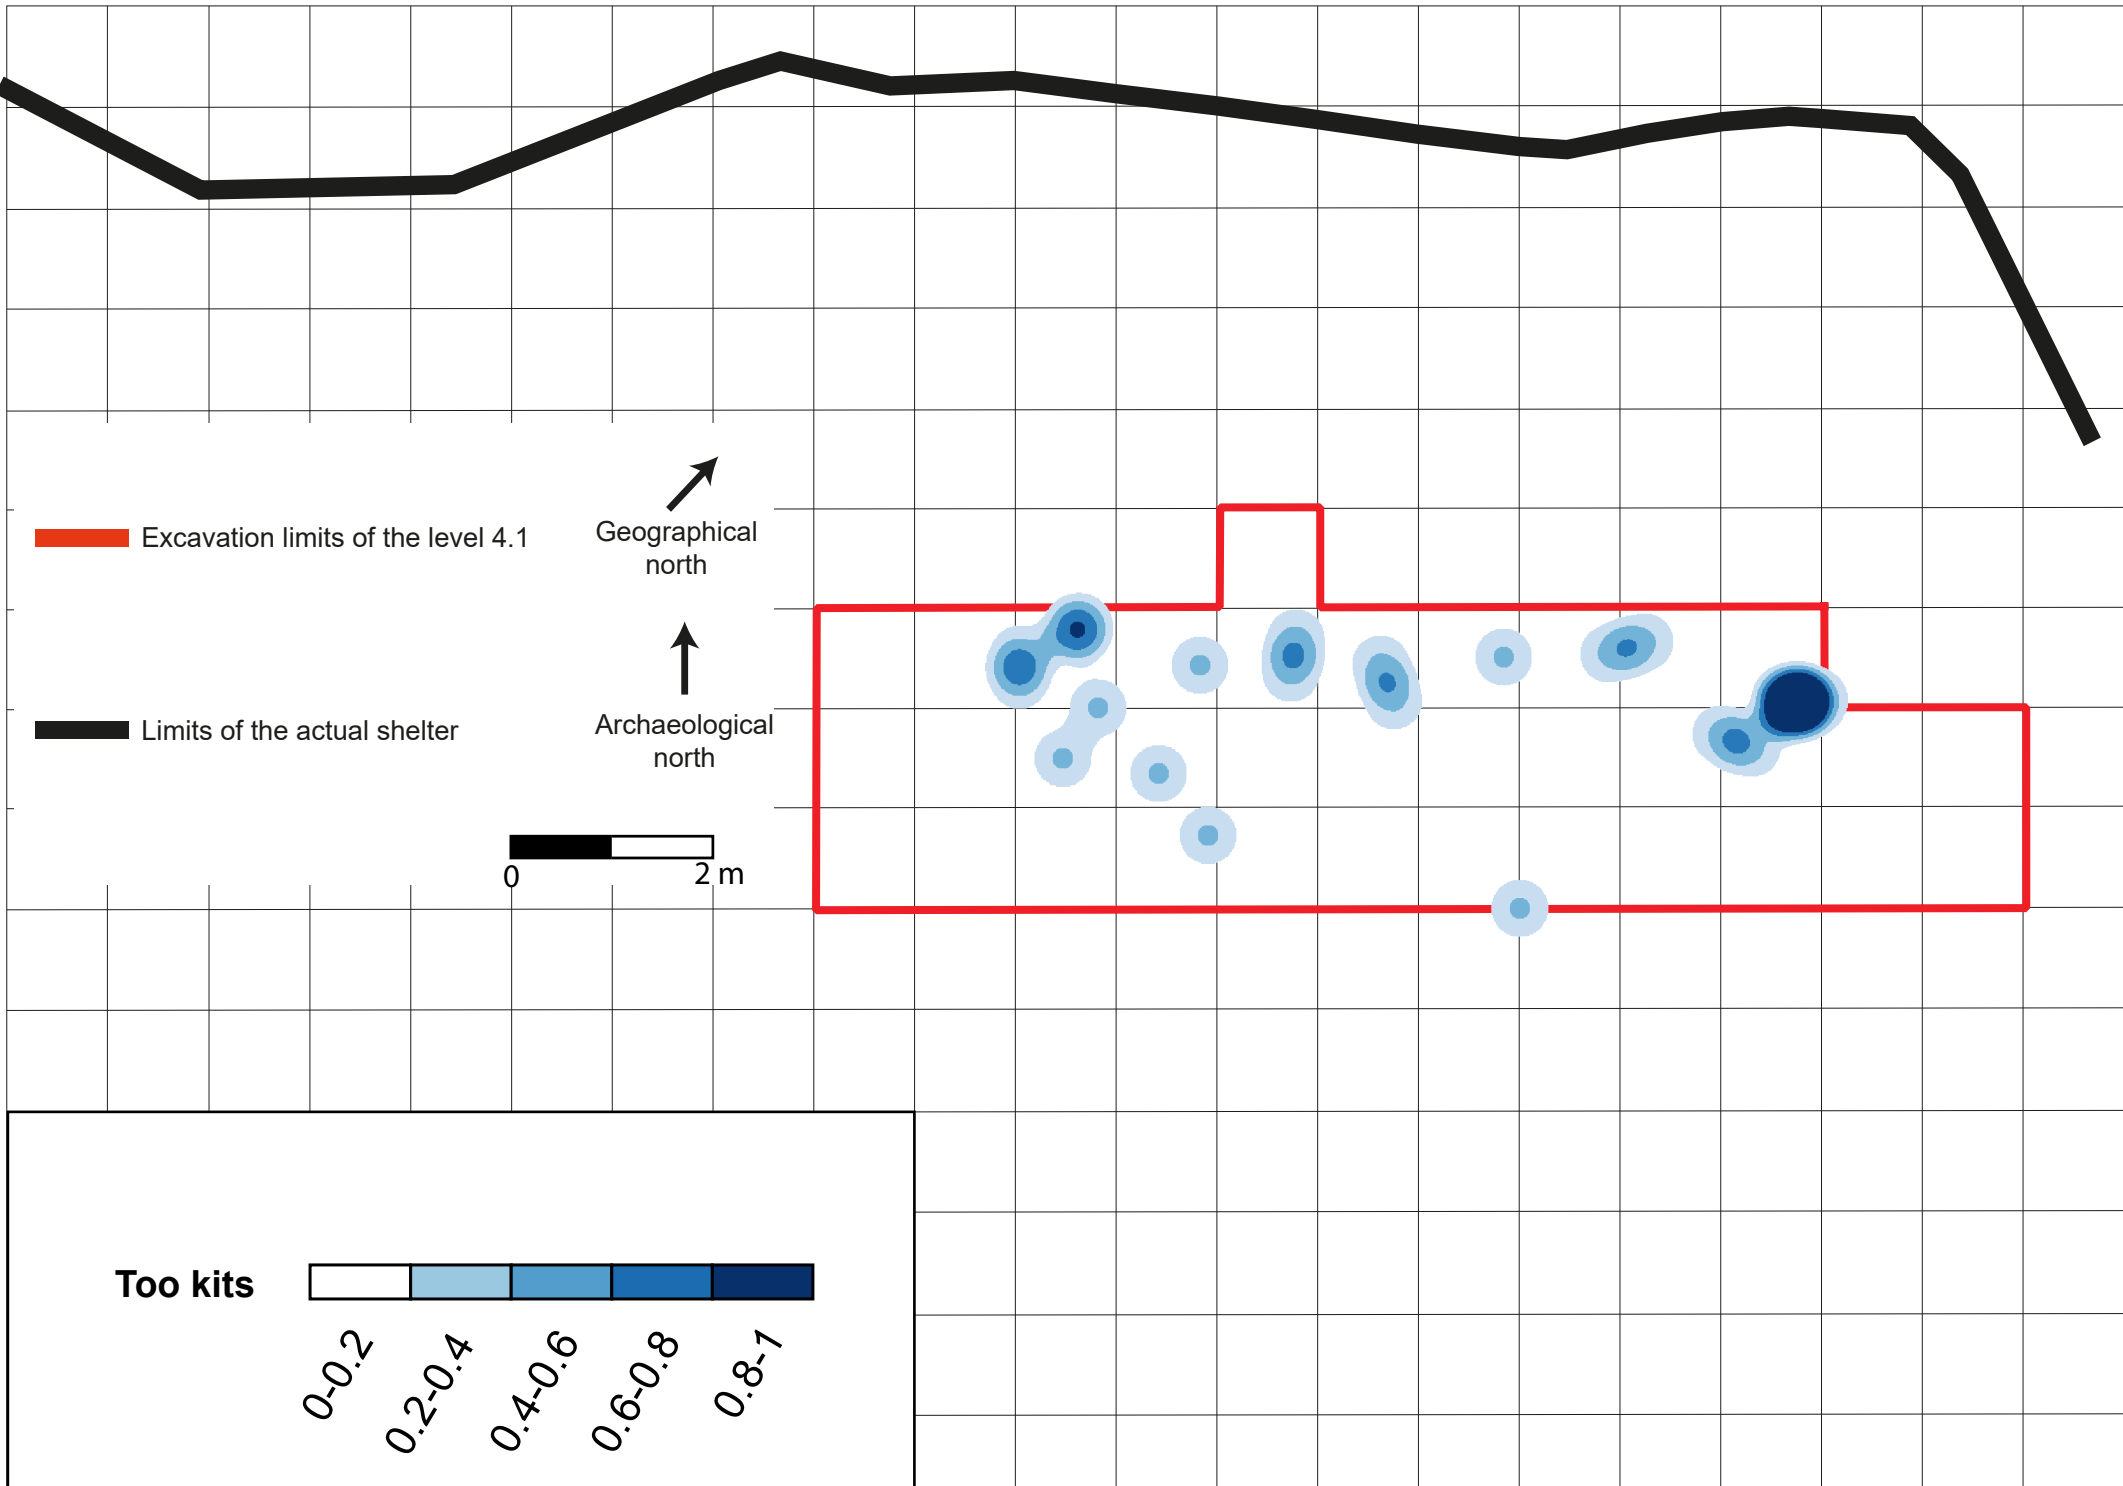 Excavation limits of the level 4.1
Geographical
north
Limits of the actual shelter
Archaeological
north
0
2 m
Too kits
0-0.2
0.2-0.4
0.4-0.6
0.6-0.8
0.8-1